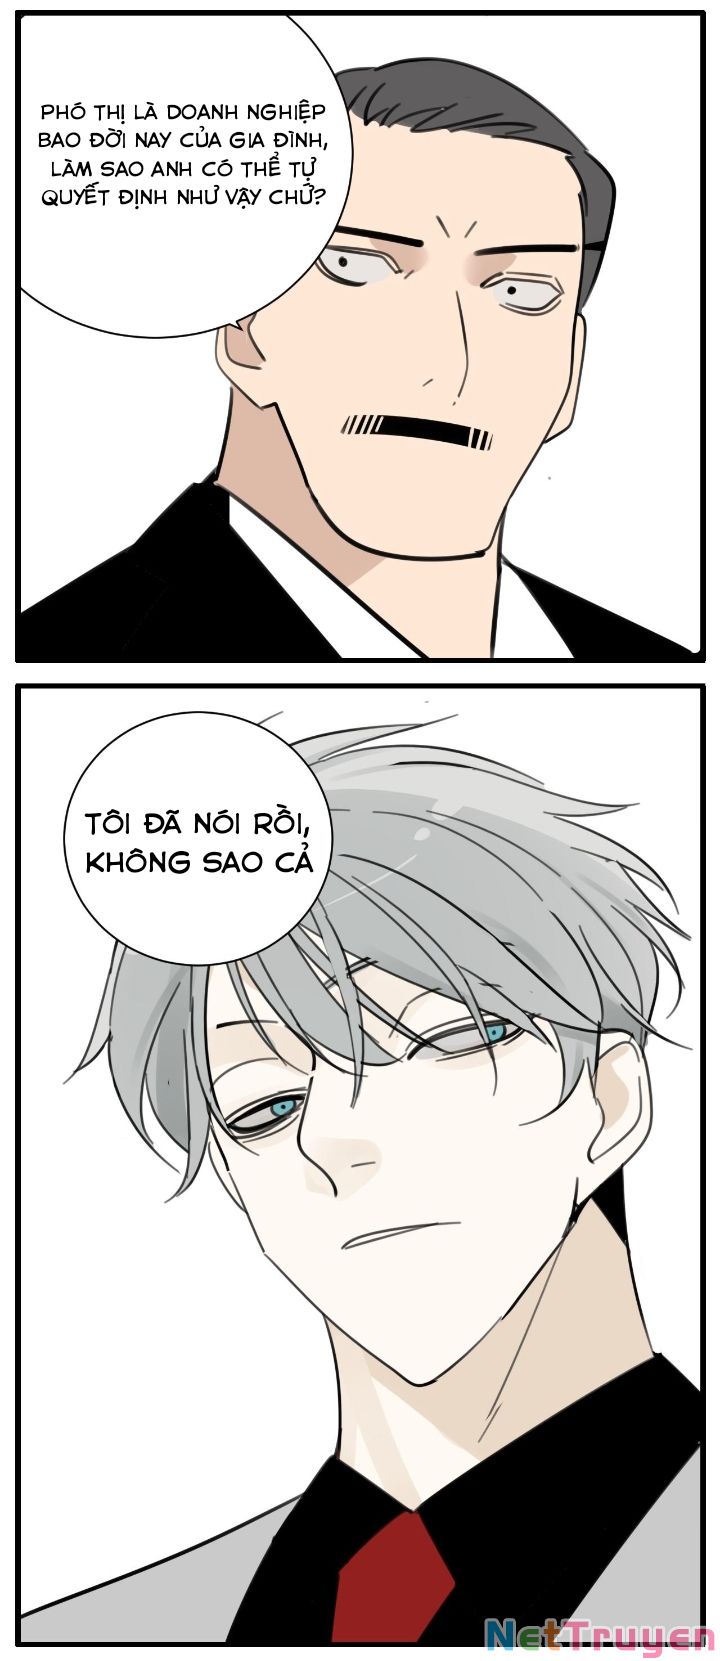 PHÓ THỊ LÀ DOANH NGHIỆP
BAO ĐỜI NAY CỦA GIA ĐÌNH,
LÀM SAO ANH CÓ THỂ TỰ
QUYẾT ĐỊNH NHƯ VẬY CHỨ?
TÔI ĐÃ NÓI RỒI,
KHÔNG SAO CẢ
NetTruyen